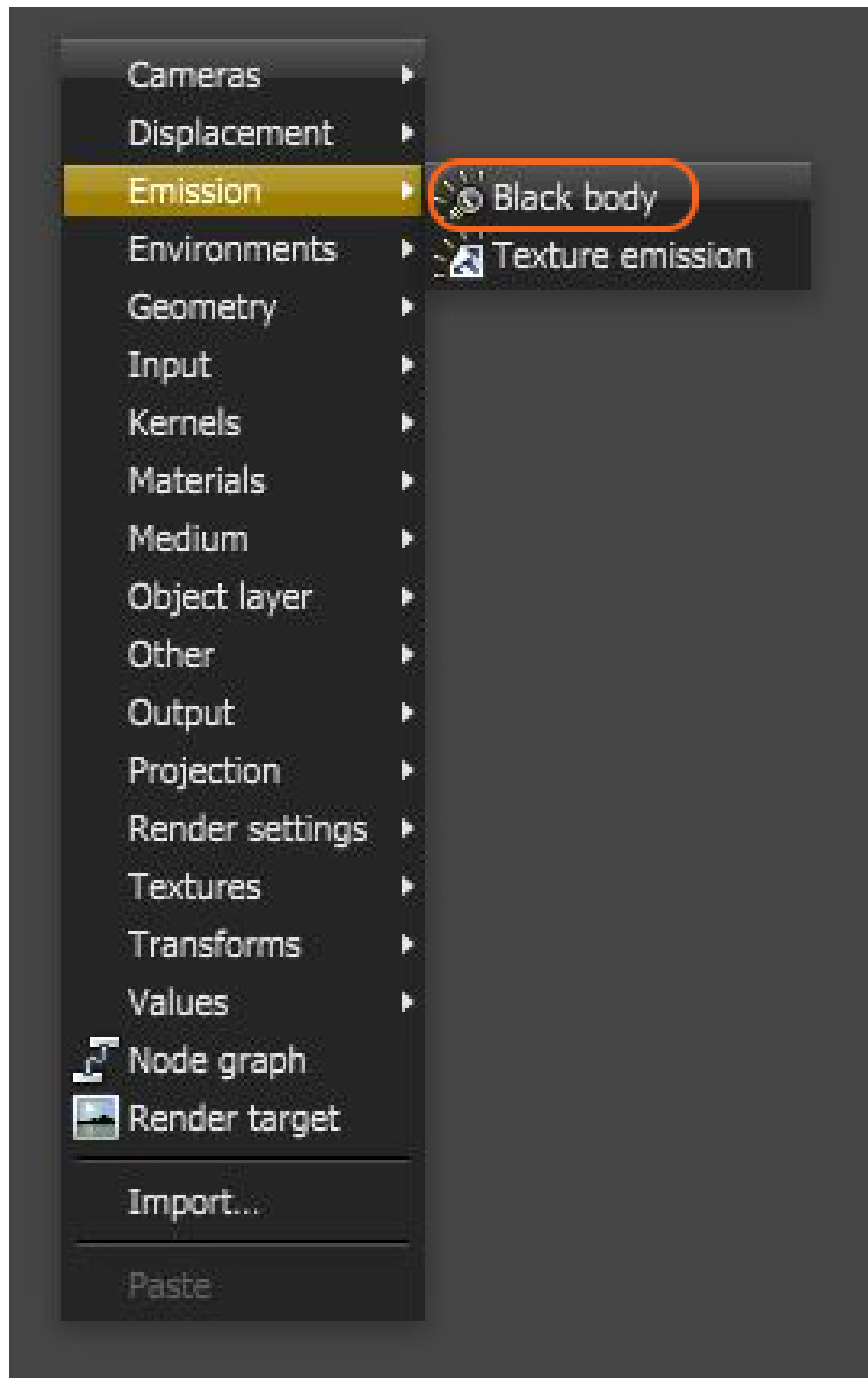 Cameras
Displacement
Emission
Black body
Environments
Texture emission
Geometry
Input
Kernels
Materials
Medium
Object layer
Other
Output
Projection
Render settings
Textures
Transforms
Values
Node graph
Render target
Import...
Paste